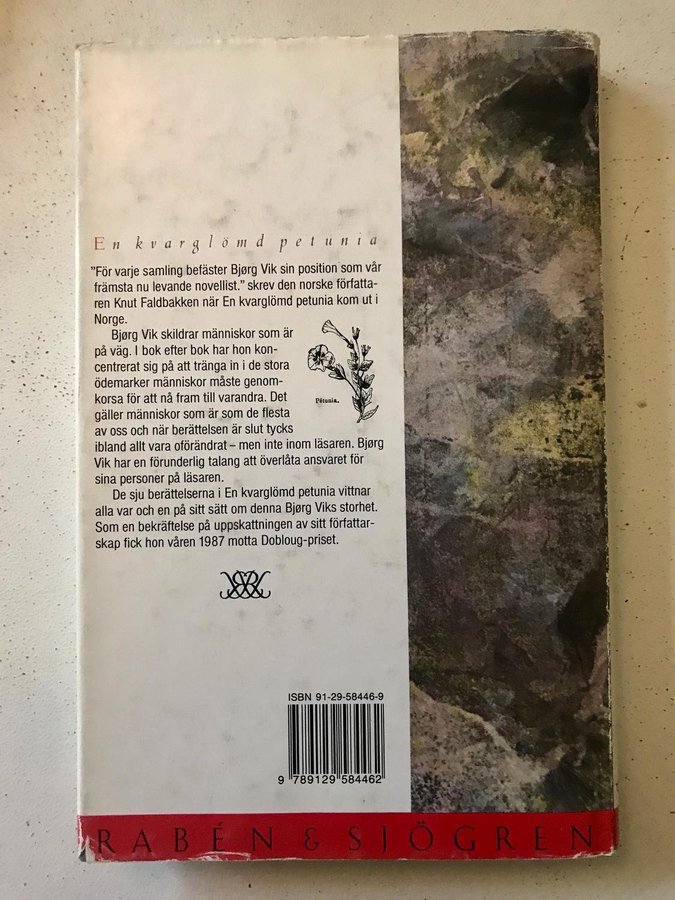 En kvarglömd petunia
"För varje samling befäster Bjørg Vik sin position som vår
främsta nu levande novellist." skrev den norske författa-
ren Knut Faldbakken när En kvarglömd petunia kom ut i
Norge.
Bjørg Vik skildrar människor som är
på väg. I bok efter bok har hon kon-
centrerat sig på att tränga in i de stora
ödemarker människor måste genom-
korsa för att nå fram till varandra. Det
gäller människor som är som de flesta
av oss och när berättelsen är slut tycks
ibland allt vara oförändrat – men inte inom läsaren. Bjørg
Vik har en förunderlig talang att överlåta ansvaret för
sina personer på läsaren.
De sju berättelserna i En kvarglömd petunia vittnar
alla var och en på sitt sätt om denna Bjørg Viks storhet.
Som en bekräftelse på uppskattningen av sitt författar-
skap fick hon våren 1987 motta Dobloug-priset.
Pétunia.
ISBN 91-29-58446-9
9 789129 584462
RABÉN & SJÖGREN